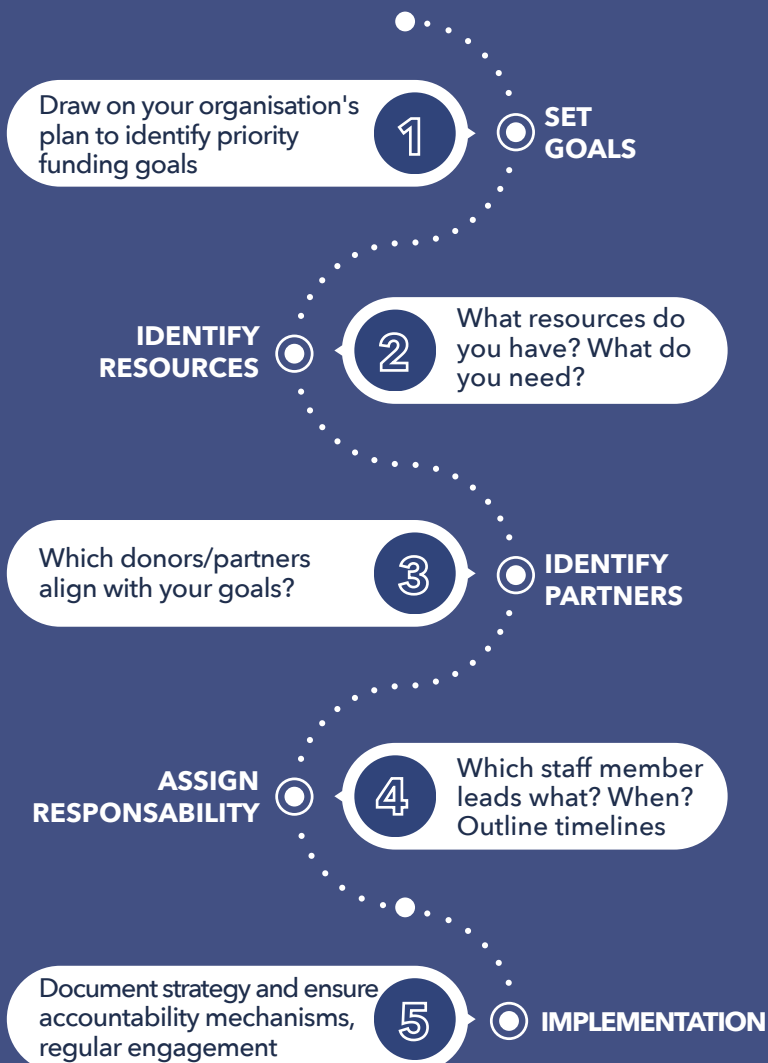 Draw on your organisation's
plan to identify priority
funding goals
1
SET
GOALS
IDENTIFY
RESOURCES
2
What resources do
you have? What do
you need?
Which donors/partners
align with your goals?
3
IDENTIFY
PARTNERS
ASSIGN
RESPONSABILITY
4
Which staff member
leads what? When?
Outline timelines
Document strategy and ensure
accountability mechanisms,
regular engagement
5
IMPLEMENTATION